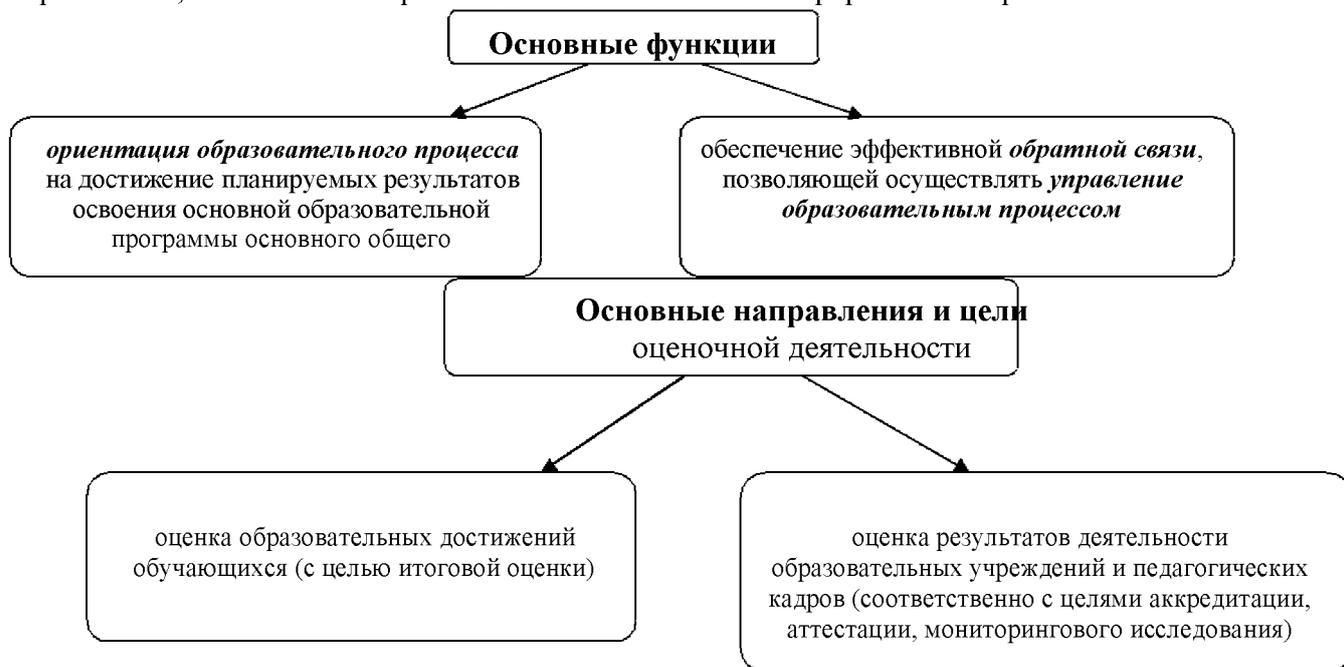 Основные функции
ориентация образовательного процесса
на достижение планируемых результатов
освоения основной образовательной
программы основного общего
обеспечение эффективной обратной связи,
позволяющей осуществлять управление
образовательным процессом
Основные направления и цели
оценочной деятельности
оценка образовательных достижений
обучающихся (с целью итоговой оценки)
оценка результатов деятельности
образовательных учреждений и педагогических
кадров (соответственно с целями аккредитации,
аттестации, мониторингового исследования)